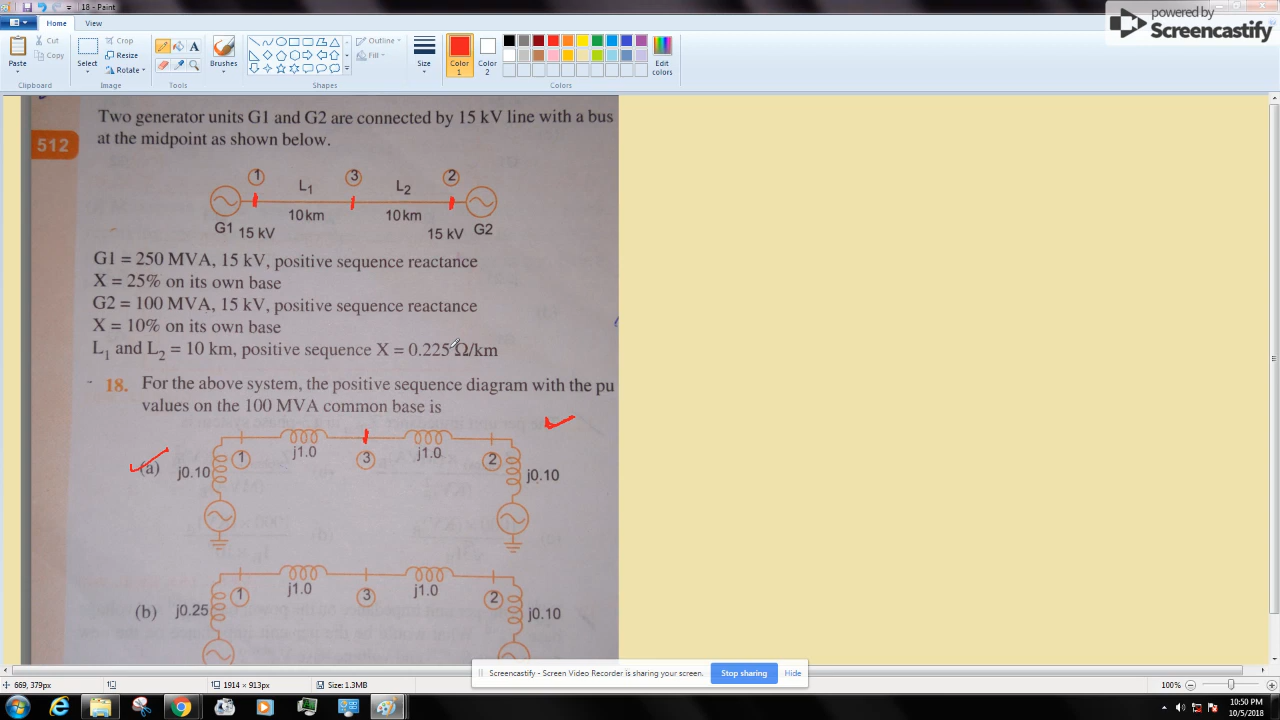 18 - Paint
powered by
Screencastify
Home
View
Paste
Cut
Copy
Clipboard
Select
Crop
Resize
Rotate
Image
A
Tools
Brushes
Outline
Fill
Shapes
Size
Color 1
Color 2
Edit colors
Colors
Two generator units G1 and G2 are connected by 15 kV line with a bus
at the midpoint as shown below.
512
1 3 2
L1 L2
10 km 10 km
G1 15 kV 15 kV G2
G1 = 250 MVA, 15 kV, positive sequence reactance
X = 25% on its own base
G2 = 100 MVA, 15 kV, positive sequence reactance
X = 10% on its own base
L1 and L2 = 10 km, positive sequence X = 0.225 Ω/km
18. For the above system, the positive sequence diagram with the pu
values on the 100 MVA common base is
j1.0 j1.0
1 3 2
(a) j0.10 j0.10
j1.0 j1.0
1 3 2
(b) j0.25 j0.10
Screencastify - Screen Video Recorder is sharing your screen.
Stop sharing
Hide
669, 379px
1914 × 913px
Size: 1.3MB
100%
10:50 PM
10/5/2018